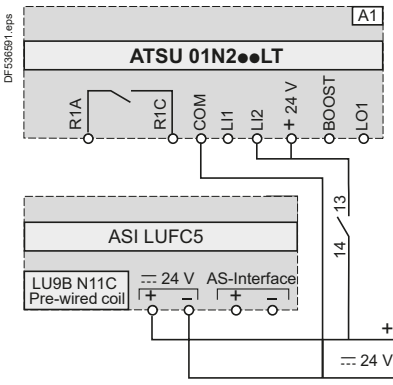 DF536591.eps
A1
ATSU 01N2●●LT
R1A
R1C
COM
LI1
LI2
+ 24 V
BOOST
LO1
13
14
ASI LUFC5
LU9B N11C
Pre-wired coil
⎓ 24 V
AS-Interface
+ – + –
+
⎓ 24 V